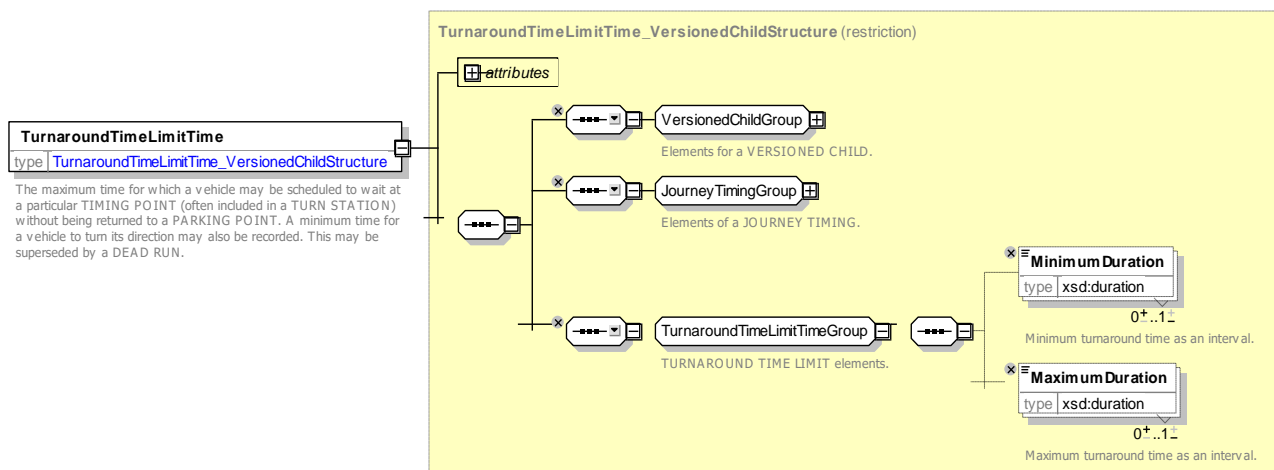 TurnaroundTimeLimitTime_VersionedChildStructure (restriction)
attributes
VersionedChildGroup
Elements for a VERSIONED CHILD.
TurnaroundTimeLimitTime
type TurnaroundTimeLimitTime_VersionedChildStructure
The maximum time for which a vehicle may be scheduled to wait at
a particular TIMING POINT (often included in a TURN STATION)
without being returned to a PARKING POINT. A minimum time for
a vehicle to turn its direction may also be recorded. This may be
superseded by a DEAD RUN.
JourneyTimingGroup
Elements of a JOURNEY TIMING.
TurnaroundTimeLimitTimeGroup
TURNAROUND TIME LIMIT elements.
MinimumDuration
type xsd:duration
0..1
Minimum turnaround time as an interval.
MaximumDuration
type xsd:duration
0..1
Maximum turnaround time as an interval.